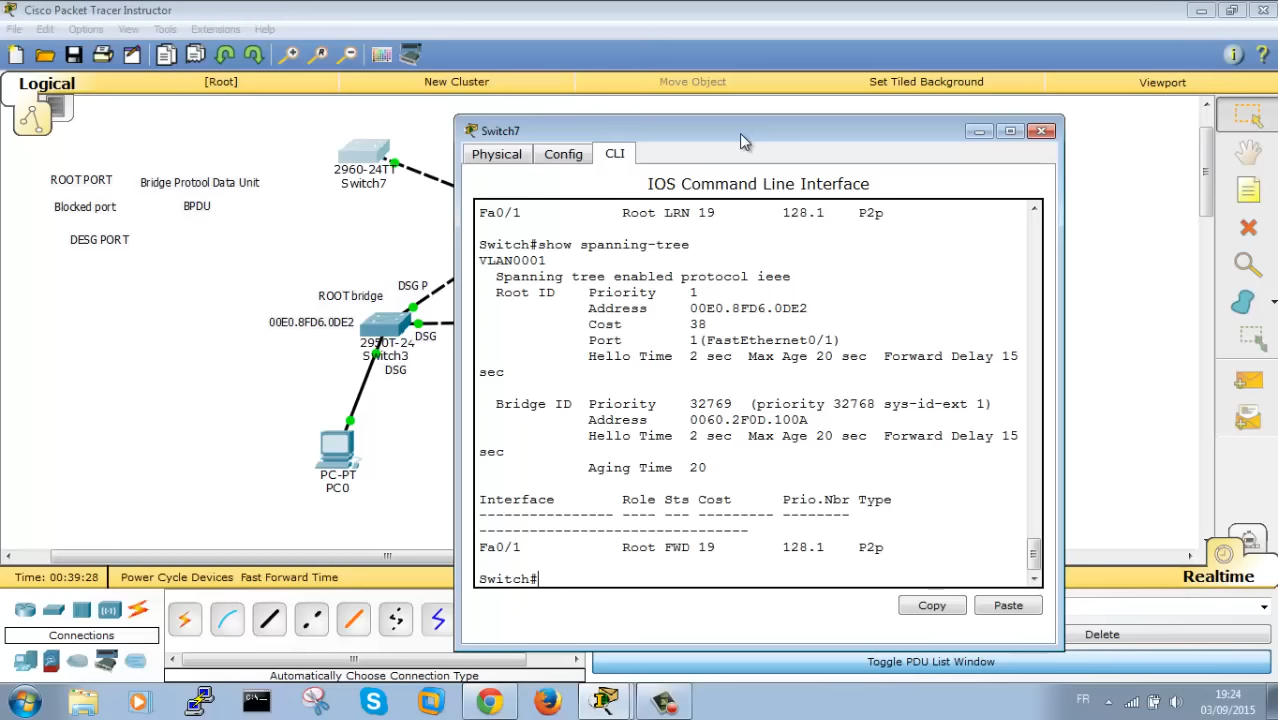 Cisco Packet Tracer Instructor
File Edit Options View Tools Extensions Help
Logical [Root] New Cluster Move Object Set Tiled Background Viewport
ROOT PORT
Bridge Protool Data Unit
Blocked port
BPDU
DESG PORT
2960-24TT
Switch7
ROOT bridge
DSG P
00E0.8FD6.0DE2
2950T-24
Switch3
DSG
DSG
PC-PT
PC0
Switch7
Physical Config CLI
IOS Command Line Interface
Fa0/1 Root LRN 19 128.1 P2p
Switch#show spanning-tree
VLAN0001
Spanning tree enabled protocol ieee
Root ID Priority 1
Address 00E0.8FD6.0DE2
Cost 38
Port 1(FastEthernet0/1)
Hello Time 2 sec Max Age 20 sec Forward Delay 15
sec
Bridge ID Priority 32769 (priority 32768 sys-id-ext 1)
Address 0060.2F0D.100A
Hello Time 2 sec Max Age 20 sec Forward Delay 15
sec
Aging Time 20
Interface Role Sts Cost Prio.Nbr Type
---------------- ---- --- --------- -------- --------------------------------
Fa0/1 Root FWD 19 128.1 P2p
Switch#
Copy Paste
Time: 00:39:28 Power Cycle Devices Fast Forward Time
Realtime
Connections
Automatically Choose Connection Type
Delete
Toggle PDU List Window
FR
19:24
03/09/2015